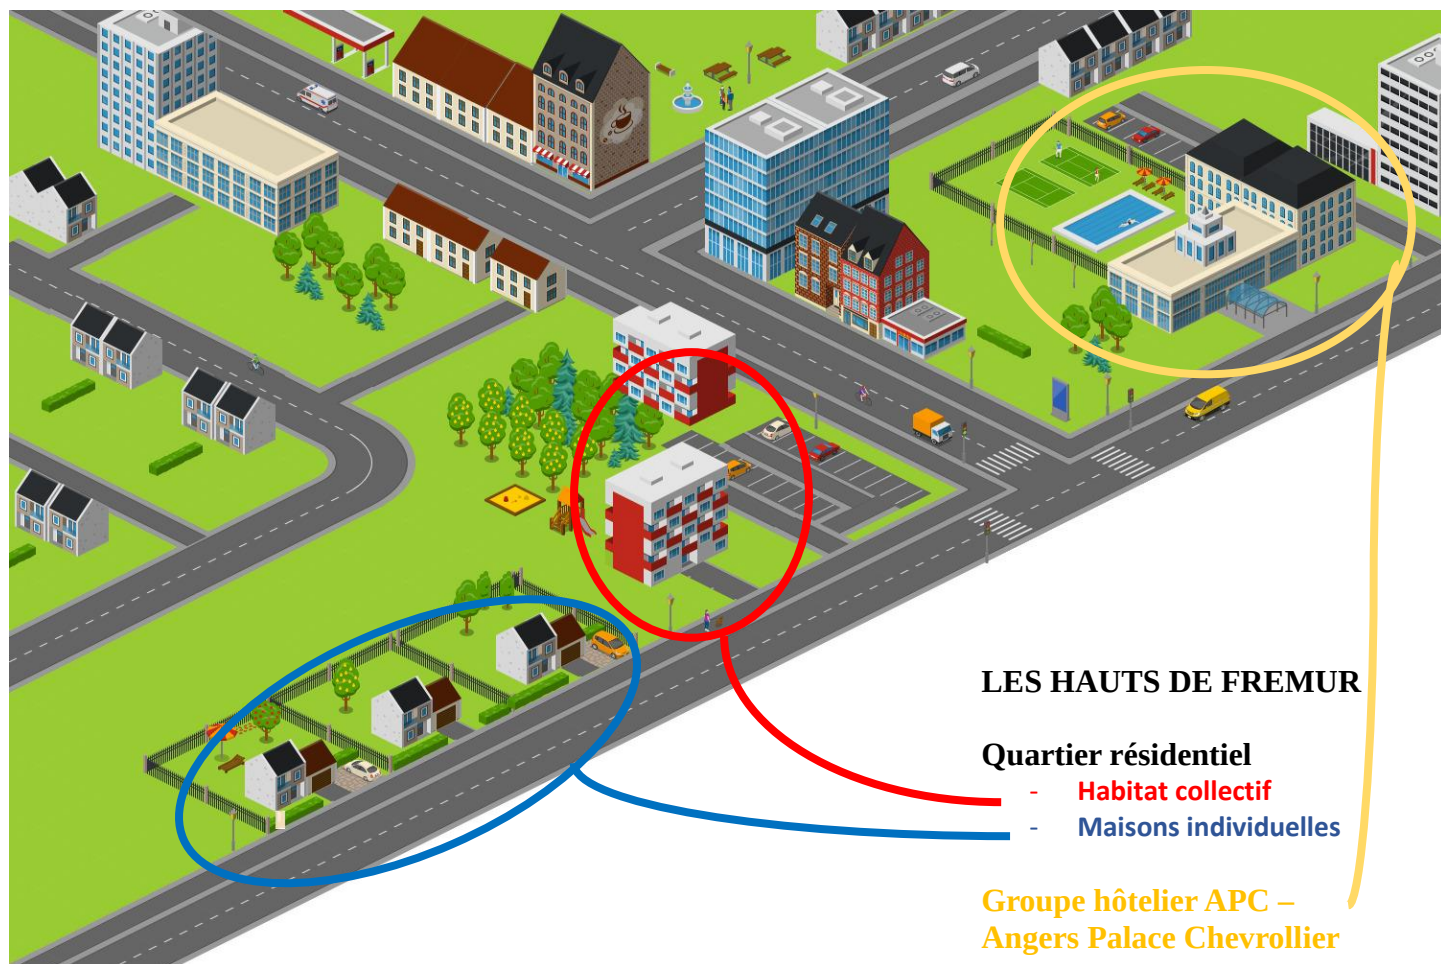 LES HAUTS DE FREMUR
Quartier résidentiel
- Habitat collectif
- Maisons individuelles
Groupe hôtelier APC –
Angers Palace Chevrollier